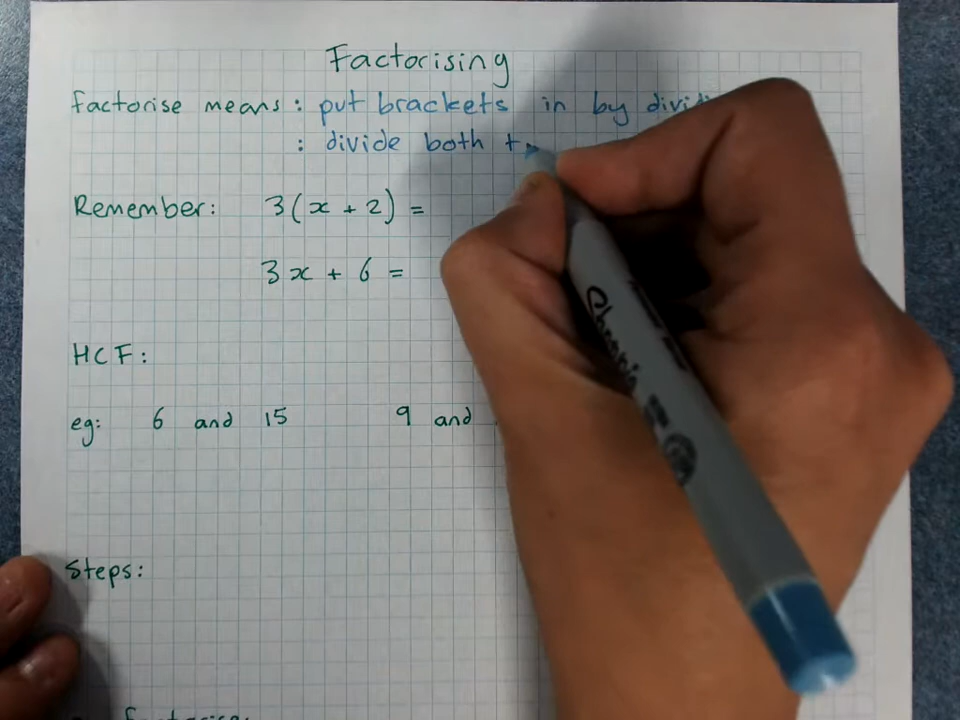 Factorising
factorise means: put brackets in by
: divide both
Remember: 3(x + 2) =
3x + 6 =
HCF:
eg: 6 and 15 9 and
Steps:
Sharpie